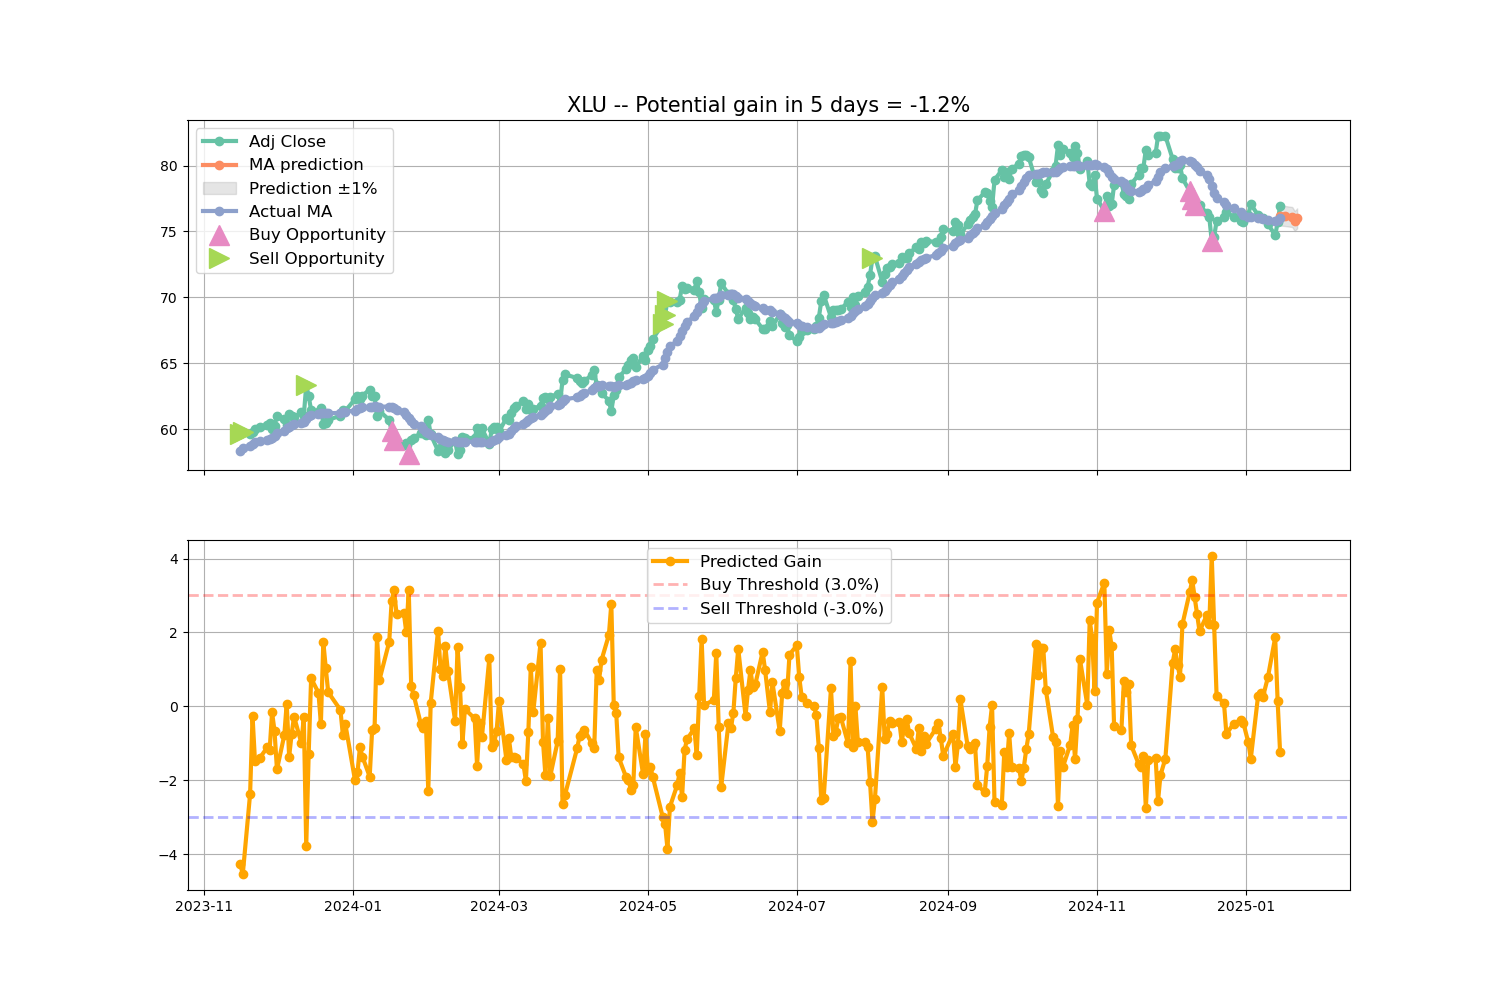 XLU -- Potential gain in 5 days = -1.2%
Adj Close
MA prediction
Prediction ±1%
Actual MA
Buy Opportunity
Sell Opportunity
80
75
70
65
60
Predicted Gain
Buy Threshold (3.0%)
Sell Threshold (-3.0%)
4
2
0
−2
−4
2023-11
2024-01
2024-03
2024-05
2024-07
2024-09
2024-11
2025-01